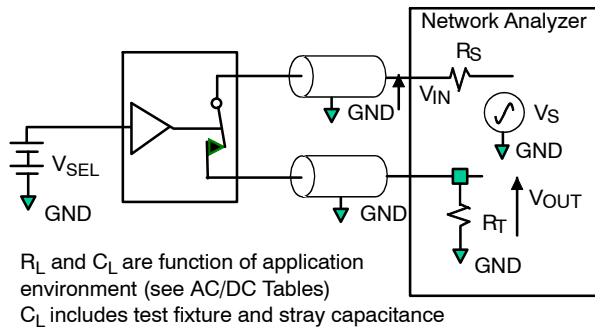 Network Analyzer
RS
GND
VIN
VS
GND
VSEL
GND
GND
VOUT
RT
GND
RL and CL are function of application
environment (see AC/DC Tables)
CL includes test fixture and stray capacitance